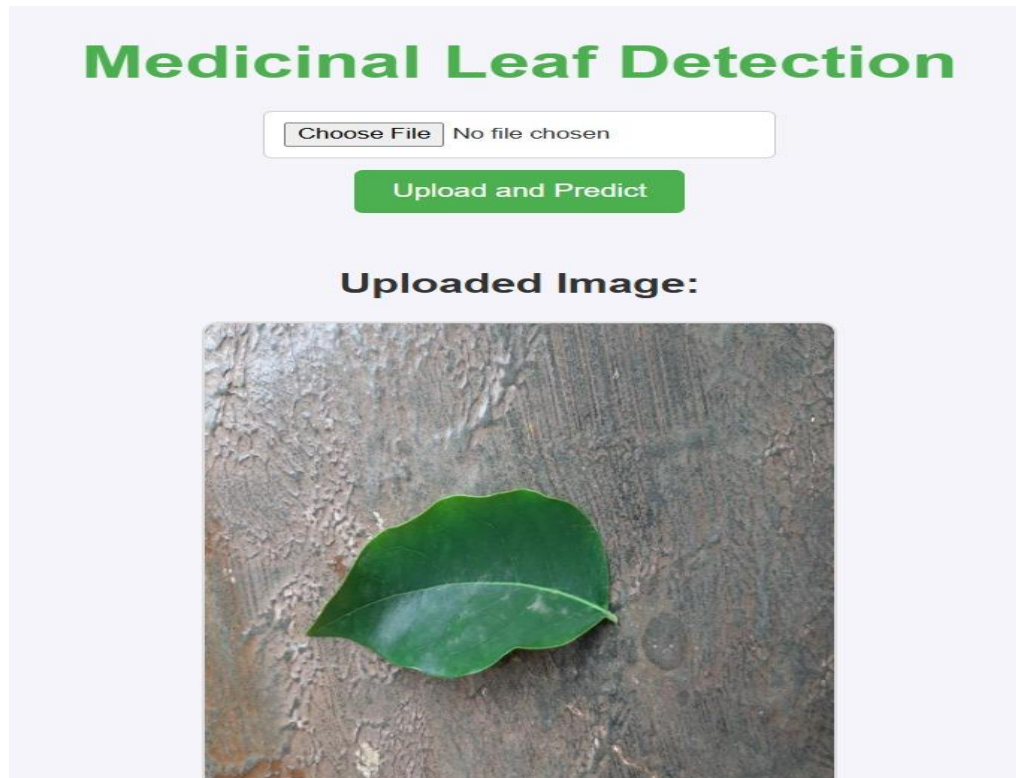 Medicinal Leaf Detection
Choose File No file chosen
Upload and Predict
Uploaded Image: